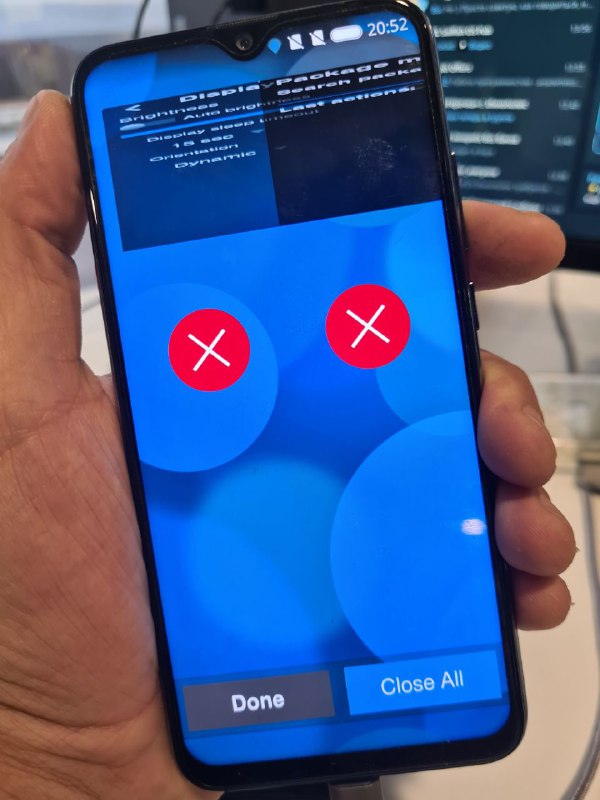 20:52
Display
Brightness
Auto brightness
Display sleep timeout
15 sec
Orientation
Dynamic
Package m
Search Packa
Last actions:
Done
Close All